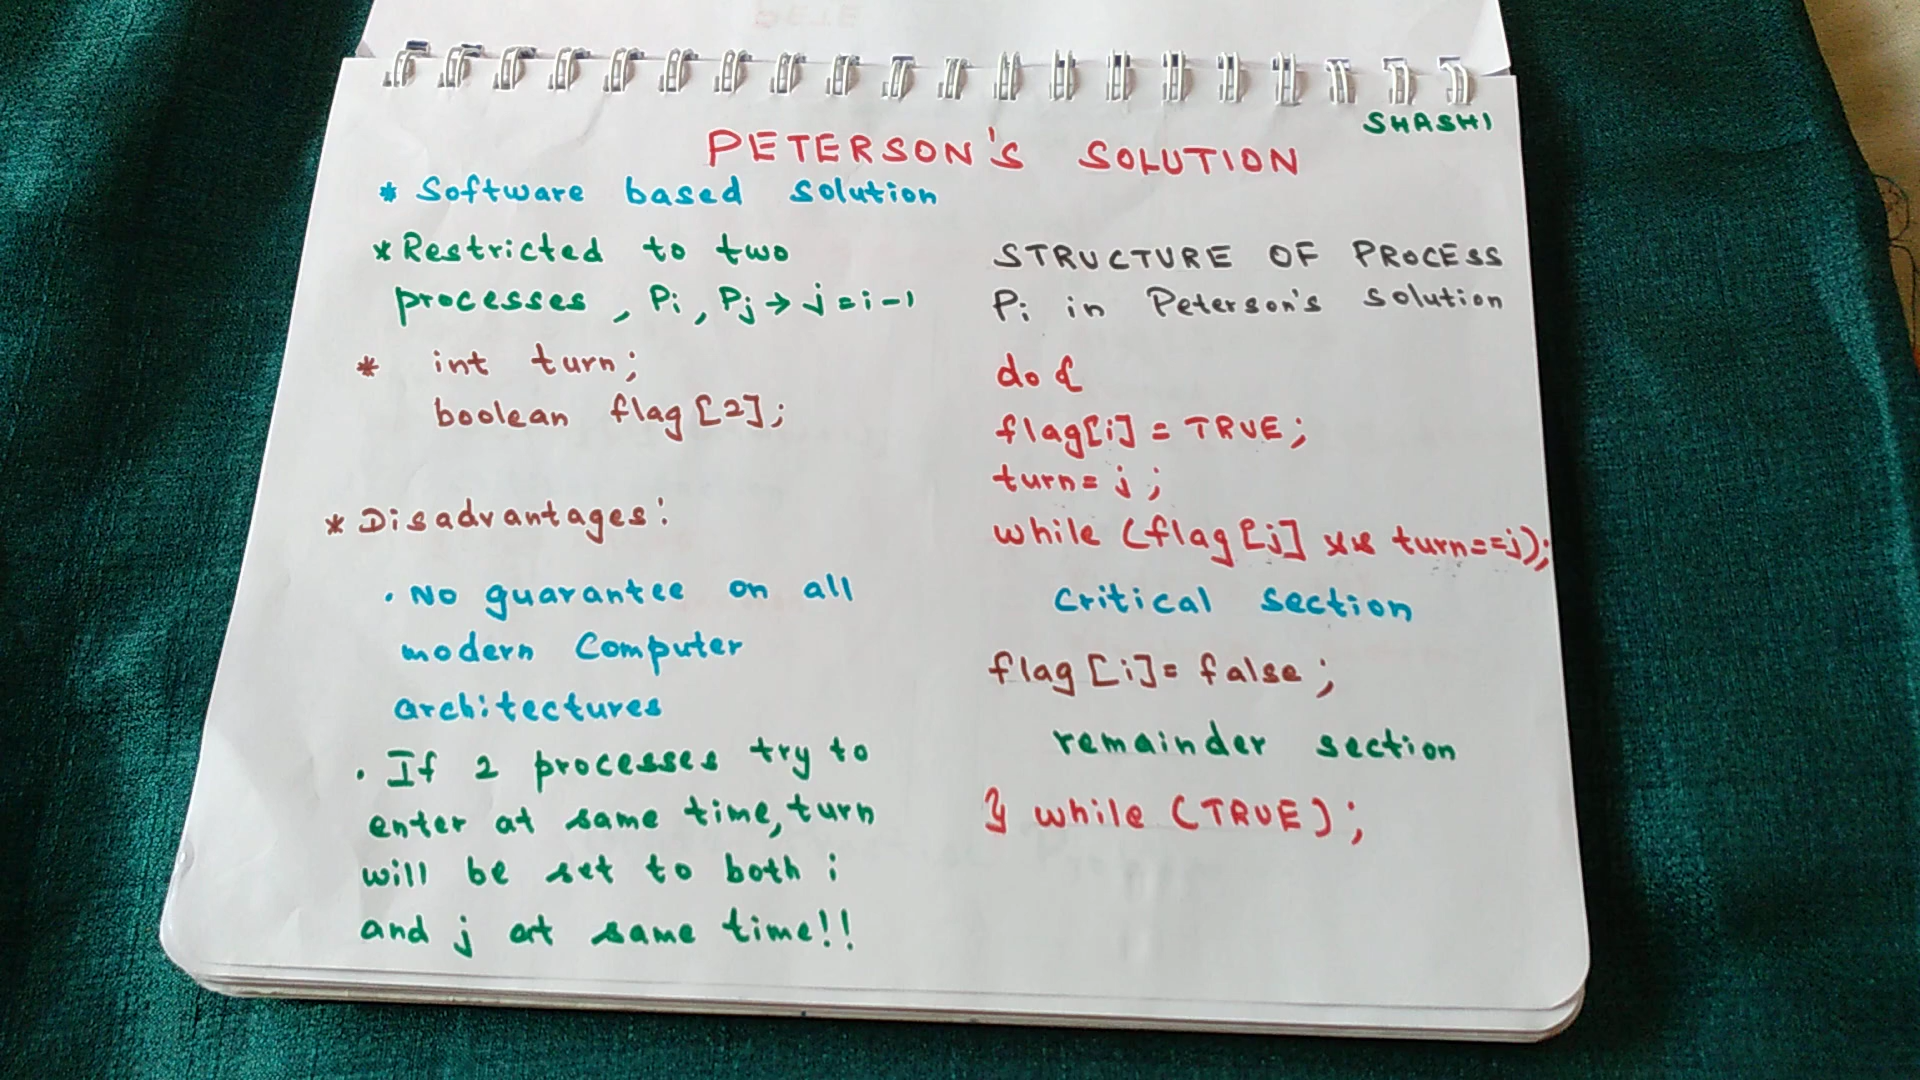 SHASHI
PETERSON'S SOLUTION
* Software based solution
* Restricted to two
processes, Pi, Pj → j = i - 1
* int turn;
boolean flag [2];
* Disadvantages:
• No guarantee on all
modern Computer
architectures
• If 2 processes try to
enter at same time, turn
will be set to both i
and j at same time!!
STRUCTURE OF PROCESS
Pi in Peterson's solution
do {
flag[i] = TRUE;
turn = j;
while (flag [j] && turn == j);
critical section
flag [i] = false;
remainder section
} while (TRUE);